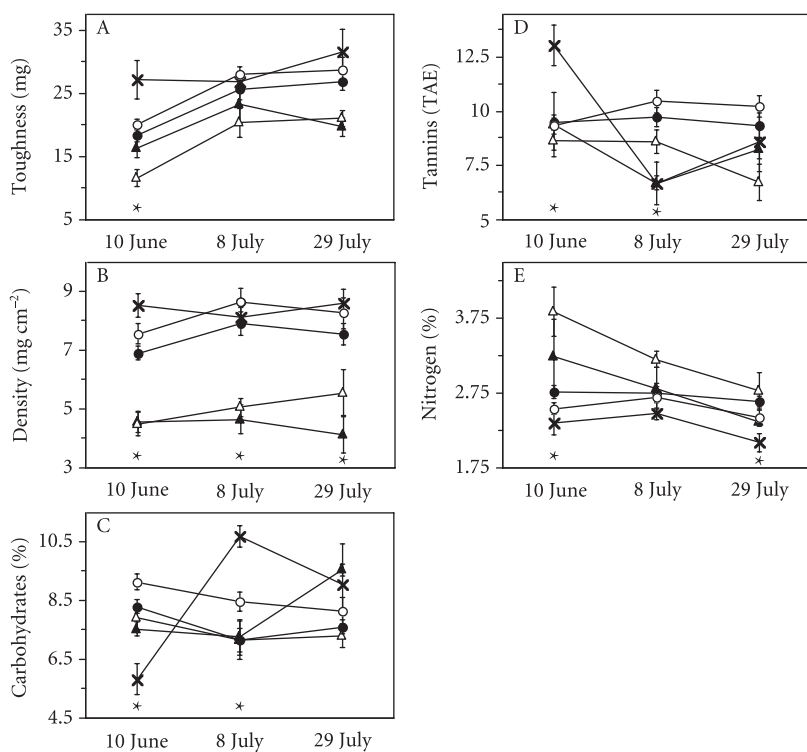 A
Toughness (mg)
35
25
15
5
10 June 8 July 29 July
B
Density (mg cm⁻²)
9
7
5
3
10 June 8 July 29 July
C
Carbohydrates (%)
10.5
8.5
6.5
4.5
10 June 8 July 29 July
D
Tannins (TAE)
12.5
10
7.5
5
10 June 8 July 29 July
E
Nitrogen (%)
3.75
2.75
1.75
10 June 8 July 29 July